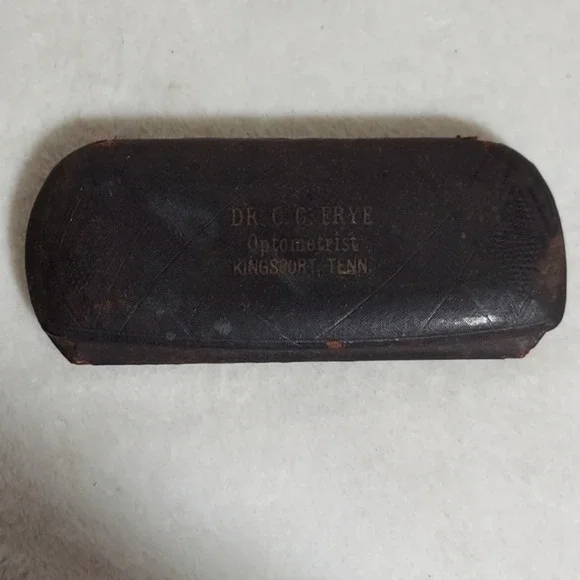 DR. C. G. FRYE
Optometrist
KINGSPORT, TENN.